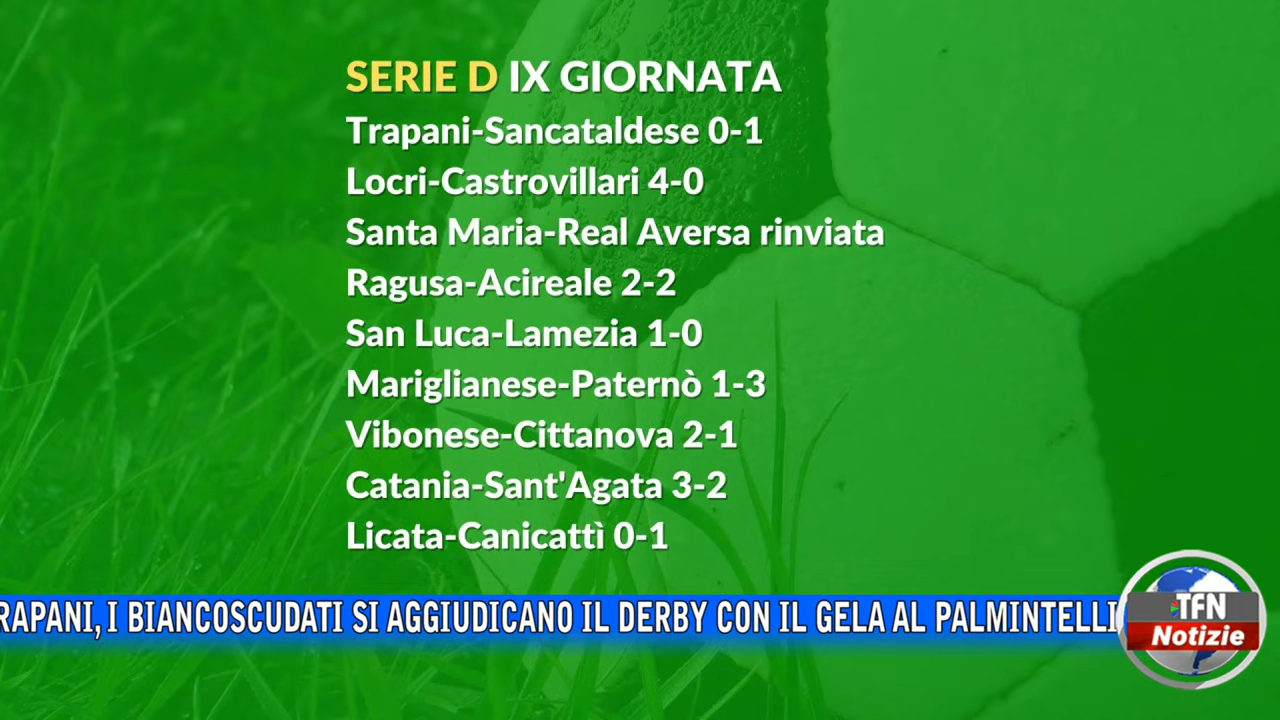 SERIE D IX GIORNATA
Trapani-Sancataldese 0-1
Locri-Castrovillari 4-0
Santa Maria-Real Aversa rinviata
Ragusa-Acireale 2-2
San Luca-Lamezia 1-0
Mariglianese-Paternò 1-3
Vibonese-Cittanova 2-1
Catania-Sant'Agata 3-2
Licata-Canicattì 0-1
RAPANI, I BIANCOSCUDATI SI AGGIUDICANO IL DERBY CON IL GELA AL PALMINTELLI
TFN
Notizie